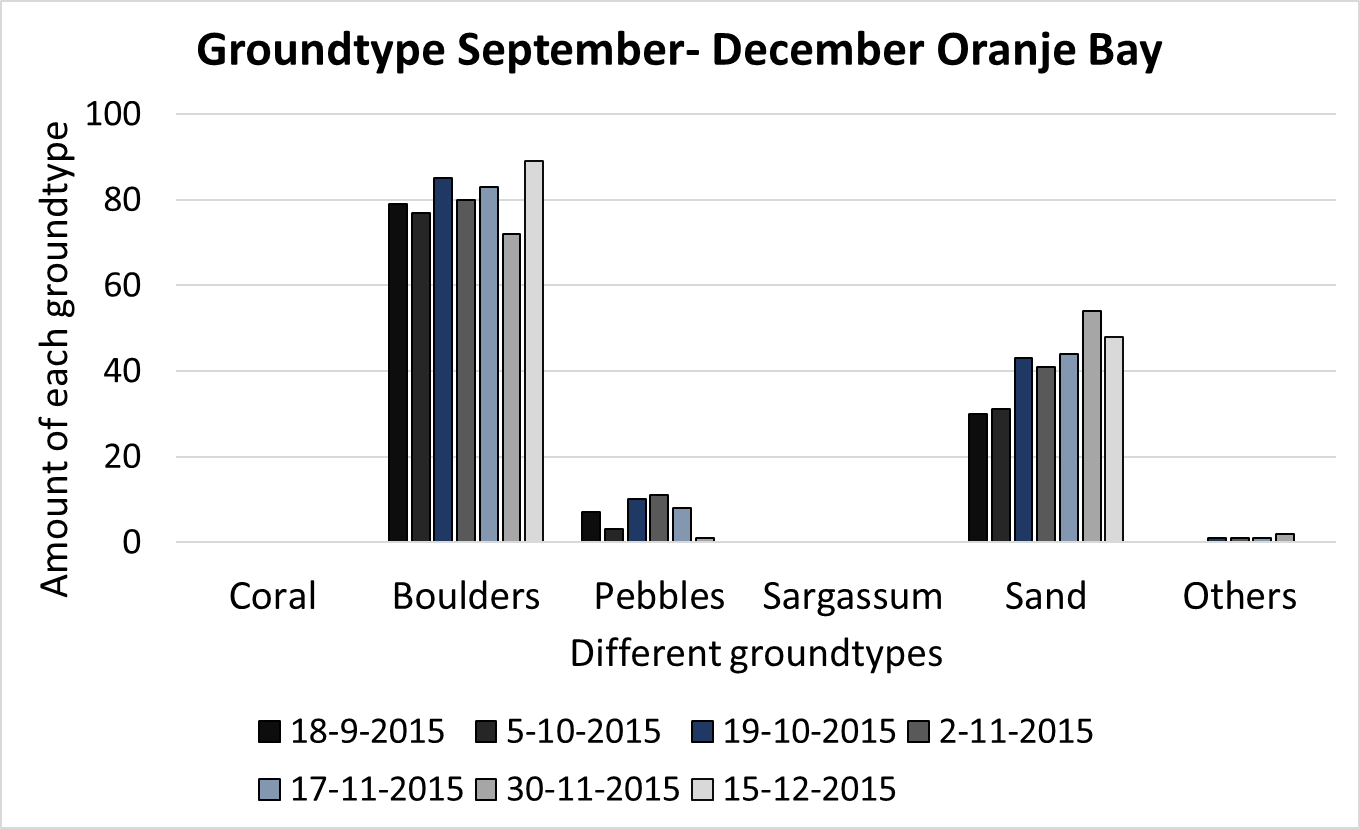 Groundtype September- December Oranje Bay
Amount of each groundtype
100
80
60
40
20
0
Coral Boulders Pebbles Sargassum Sand Others
Different groundtypes
18-9-2015 5-10-2015 19-10-2015 2-11-2015
17-11-2015 30-11-2015 15-12-2015